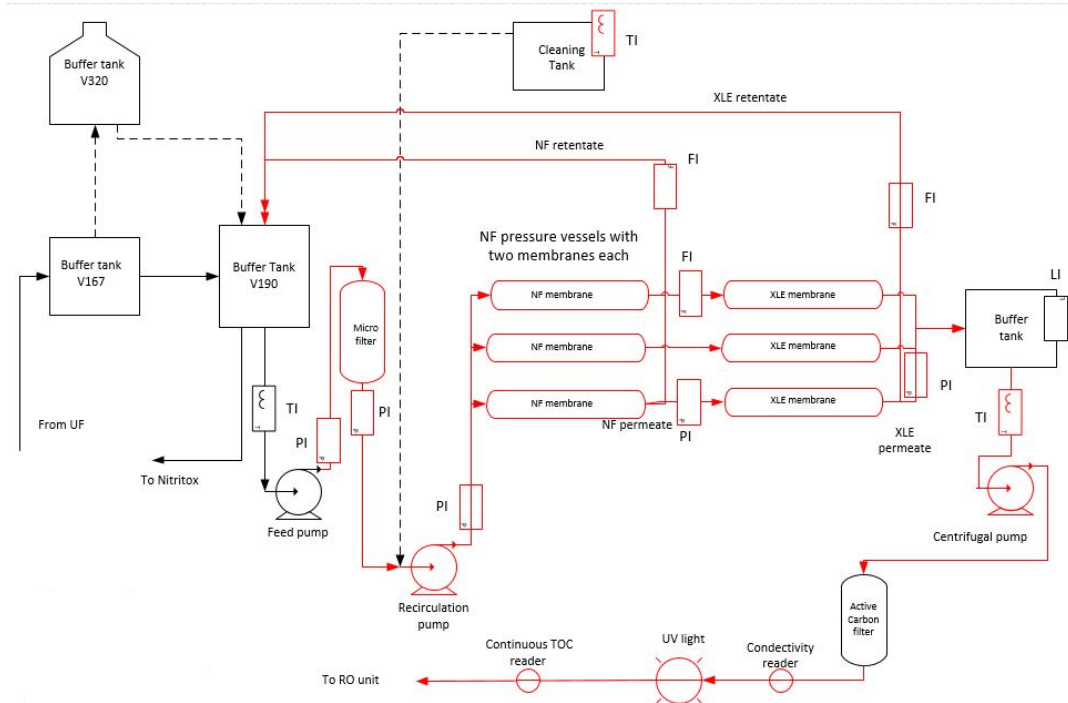 Buffer tank
V320
Cleaning
Tank
TI
XLE retentate
NF retentate
FI
FI
NF pressure vessels with
two membranes each
FI
Buffer tank
V167
Buffer Tank
V190
Micro
filter
NF membrane
XLE membrane
NF membrane
XLE membrane
NF membrane
XLE membrane
LI
Buffer
tank
TI
PI
PI
PI
NF permeate
PI
XLE
permeate
TI
From UF
To Nitritox
Feed pump
PI
Centrifugal pump
Recirculation
pump
Active
Carbon
filter
Continuous TOC
reader
UV light
Conductivity
reader
To RO unit